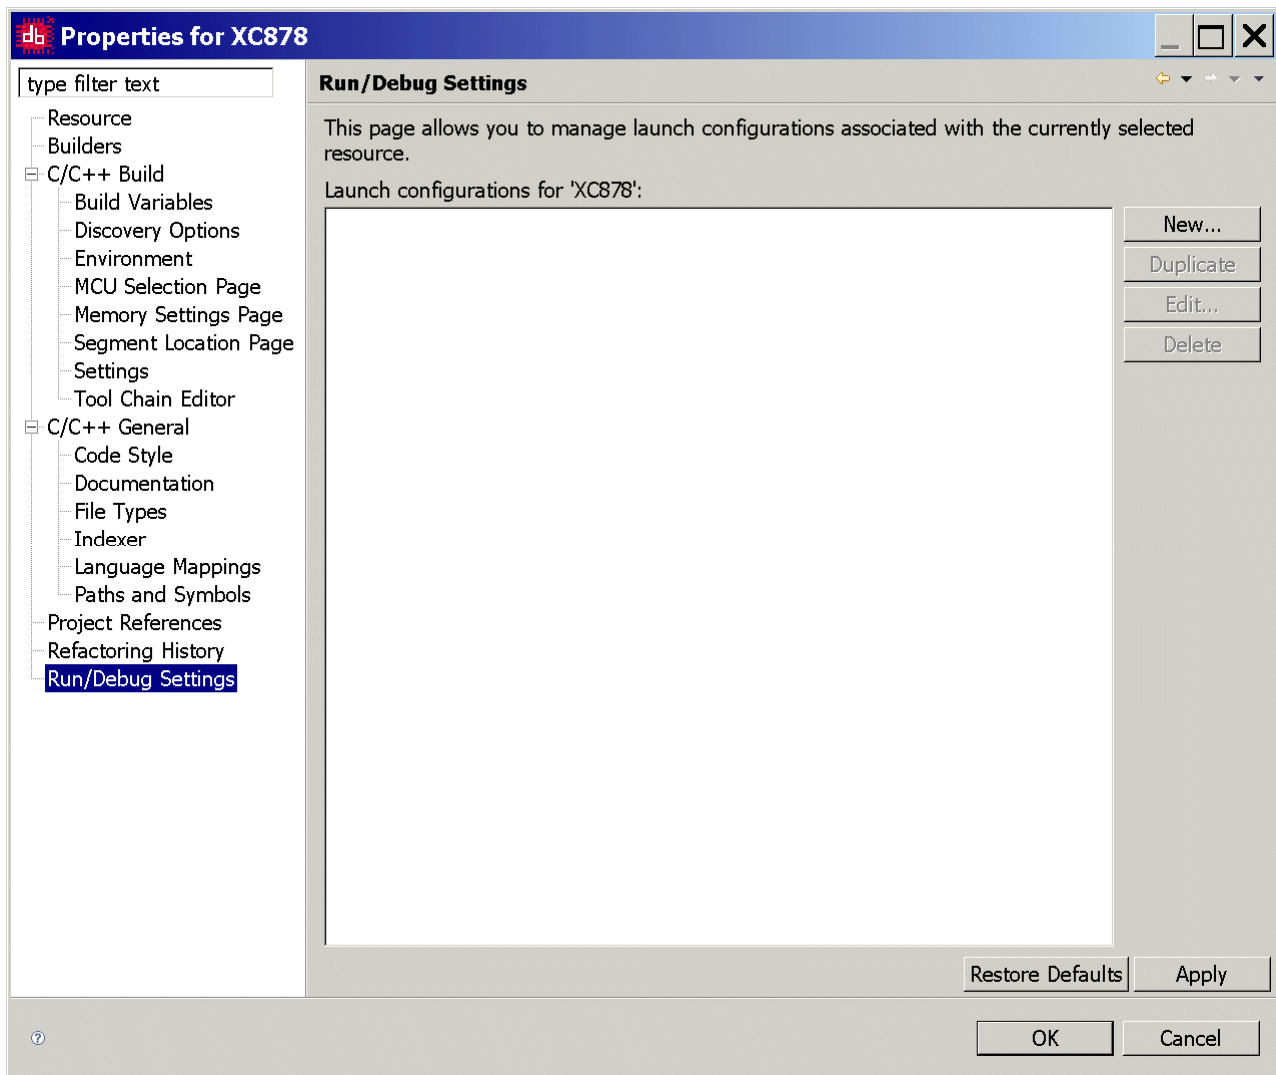 db Properties for XC878
type filter text
Resource
Builders
C/C++ Build
Build Variables
Discovery Options
Environment
MCU Selection Page
Memory Settings Page
Segment Location Page
Settings
Tool Chain Editor
C/C++ General
Code Style
Documentation
File Types
Indexer
Language Mappings
Paths and Symbols
Project References
Refactoring History
Run/Debug Settings
Run/Debug Settings
This page allows you to manage launch configurations associated with the currently selected
resource.
Launch configurations for 'XC878':
New...
Duplicate
Edit...
Delete
Restore Defaults
Apply
?
OK
Cancel